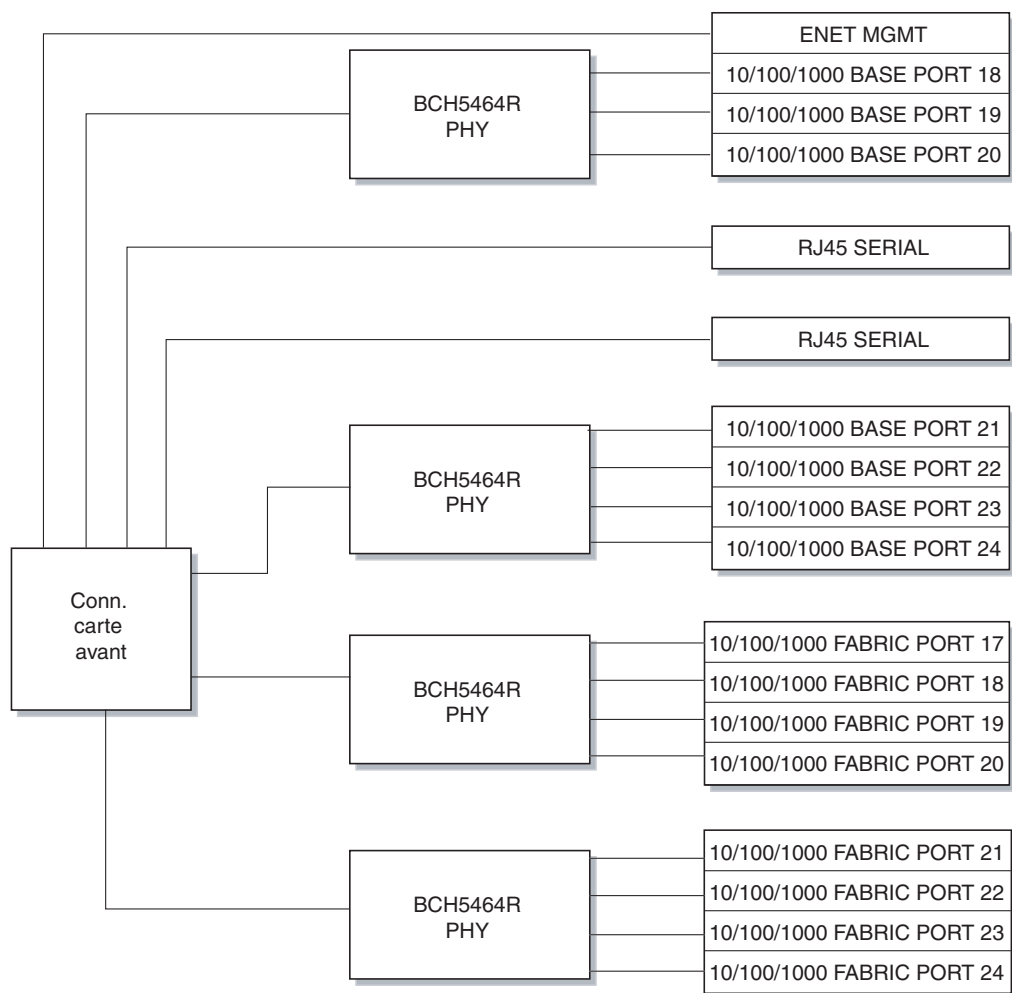 ENET MGMT
10/100/1000 BASE PORT 18
10/100/1000 BASE PORT 19
10/100/1000 BASE PORT 20
BCH5464R
PHY
RJ45 SERIAL
RJ45 SERIAL
BCH5464R
PHY
10/100/1000 BASE PORT 21
10/100/1000 BASE PORT 22
10/100/1000 BASE PORT 23
10/100/1000 BASE PORT 24
Conn.
carte
avant
BCH5464R
PHY
10/100/1000 FABRIC PORT 17
10/100/1000 FABRIC PORT 18
10/100/1000 FABRIC PORT 19
10/100/1000 FABRIC PORT 20
BCH5464R
PHY
10/100/1000 FABRIC PORT 21
10/100/1000 FABRIC PORT 22
10/100/1000 FABRIC PORT 23
10/100/1000 FABRIC PORT 24